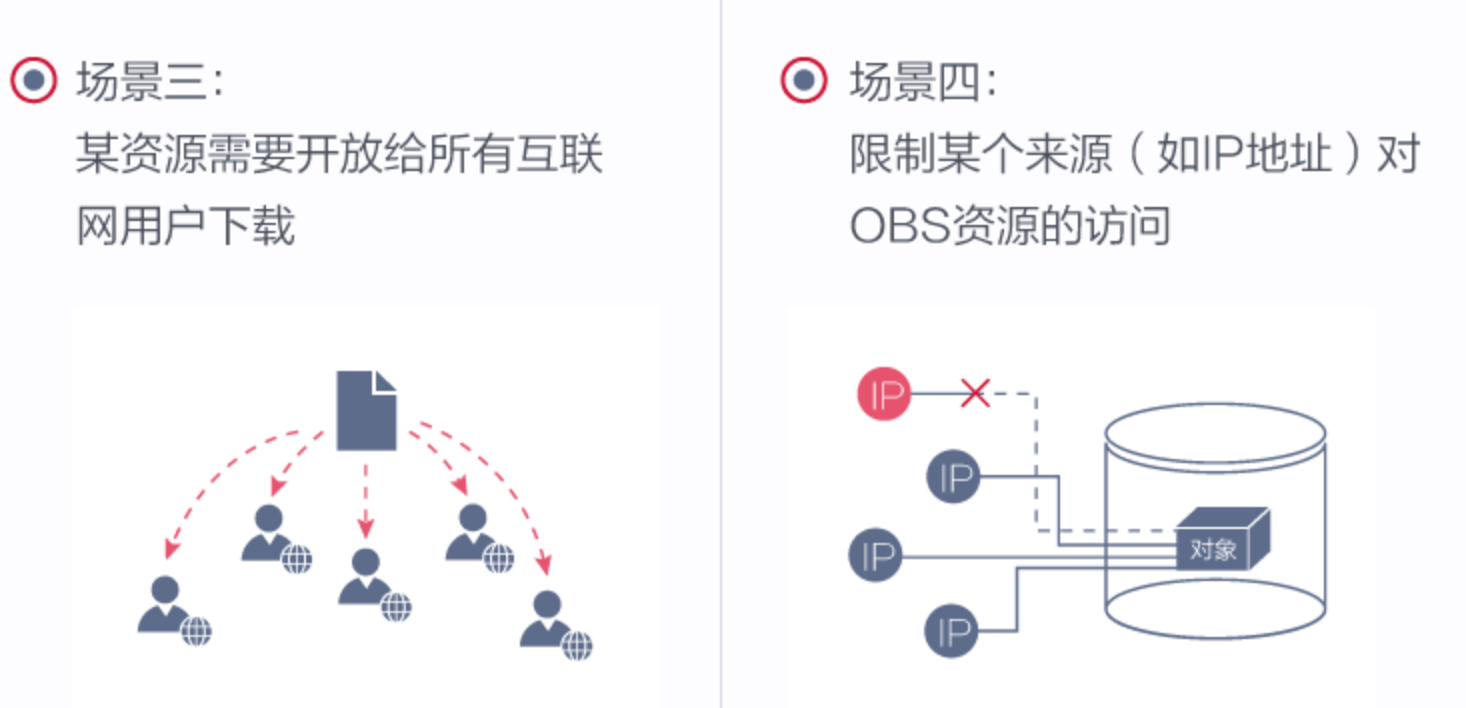 场景三：
某资源需要开放给所有互联
网用户下载
场景四：
限制某个来源（如IP地址）对
OBS资源的访问
IP
IP
IP
IP
对象